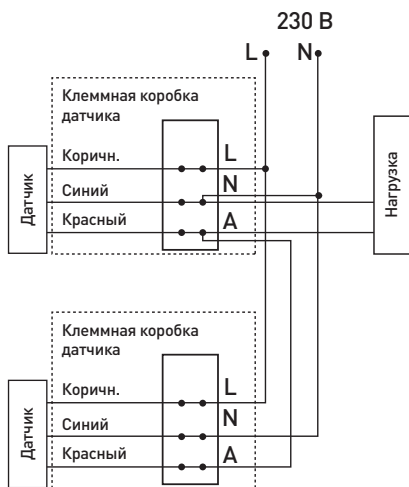 230 В
L N
Клеммная коробка
датчика
Датчик
Коричн.
Синий
Красный
L
N
A
Нагрузка
Клеммная коробка
датчика
Датчик
Коричн.
Синий
Красный
L
N
A